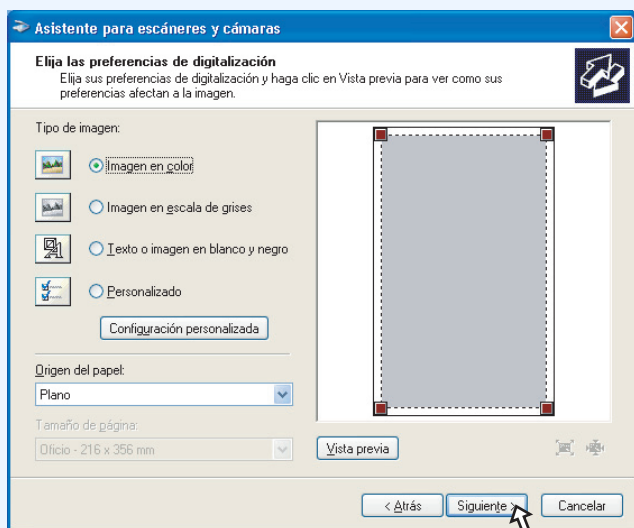 Asistente para escáneres y cámaras
Elija las preferencias de digitalización
Elija sus preferencias de digitalización y haga clic en Vista previa para ver como sus
preferencias afectan a la imagen.
Tipo de imagen:
Imagen en color
Imagen en escala de grises
Texto o imagen en blanco y negro
Personalizado
Configuración personalizada
Origen del papel:
Plano
Tamaño de página:
Oficio - 216 x 356 mm
Vista previa
< Atrás
Siguiente >
Cancelar